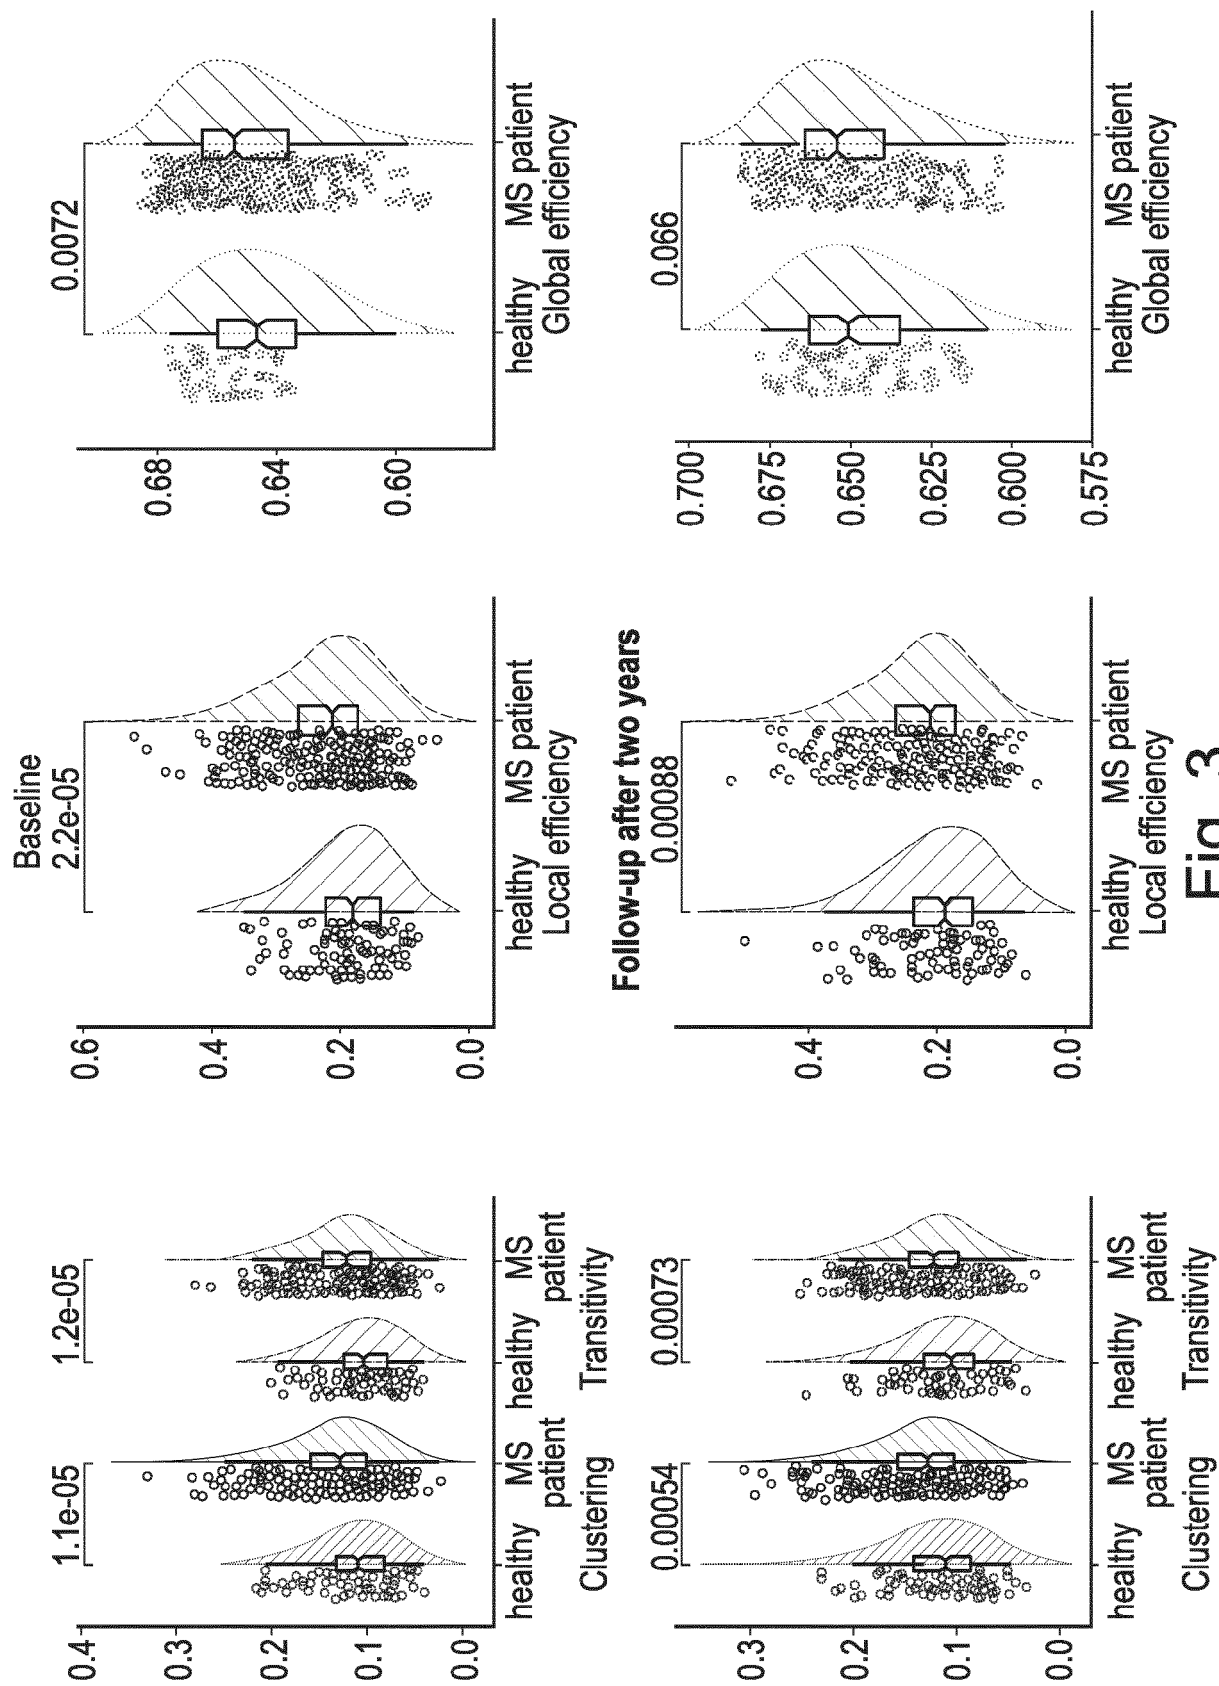 Baseline
1.1e-05
1.2e-05
2.2e-05
0.0072
0.4
0.3
0.2
0.1
0.0
0.6
0.4
0.2
0.0
0.68
0.64
0.60
healthy MS patient healthy MS patient
Clustering Transitivity
healthy MS patient
Local efficiency
healthy MS patient
Global efficiency
Follow-up after two years
0.00054
0.00073
0.00088
0.066
0.3
0.2
0.1
0.0
0.4
0.2
0.0
0.700
0.675
0.650
0.625
0.600
0.575
healthy MS patient healthy MS patient
Clustering Transitivity
healthy MS patient
Local efficiency
healthy MS patient
Global efficiency
Fig. 3